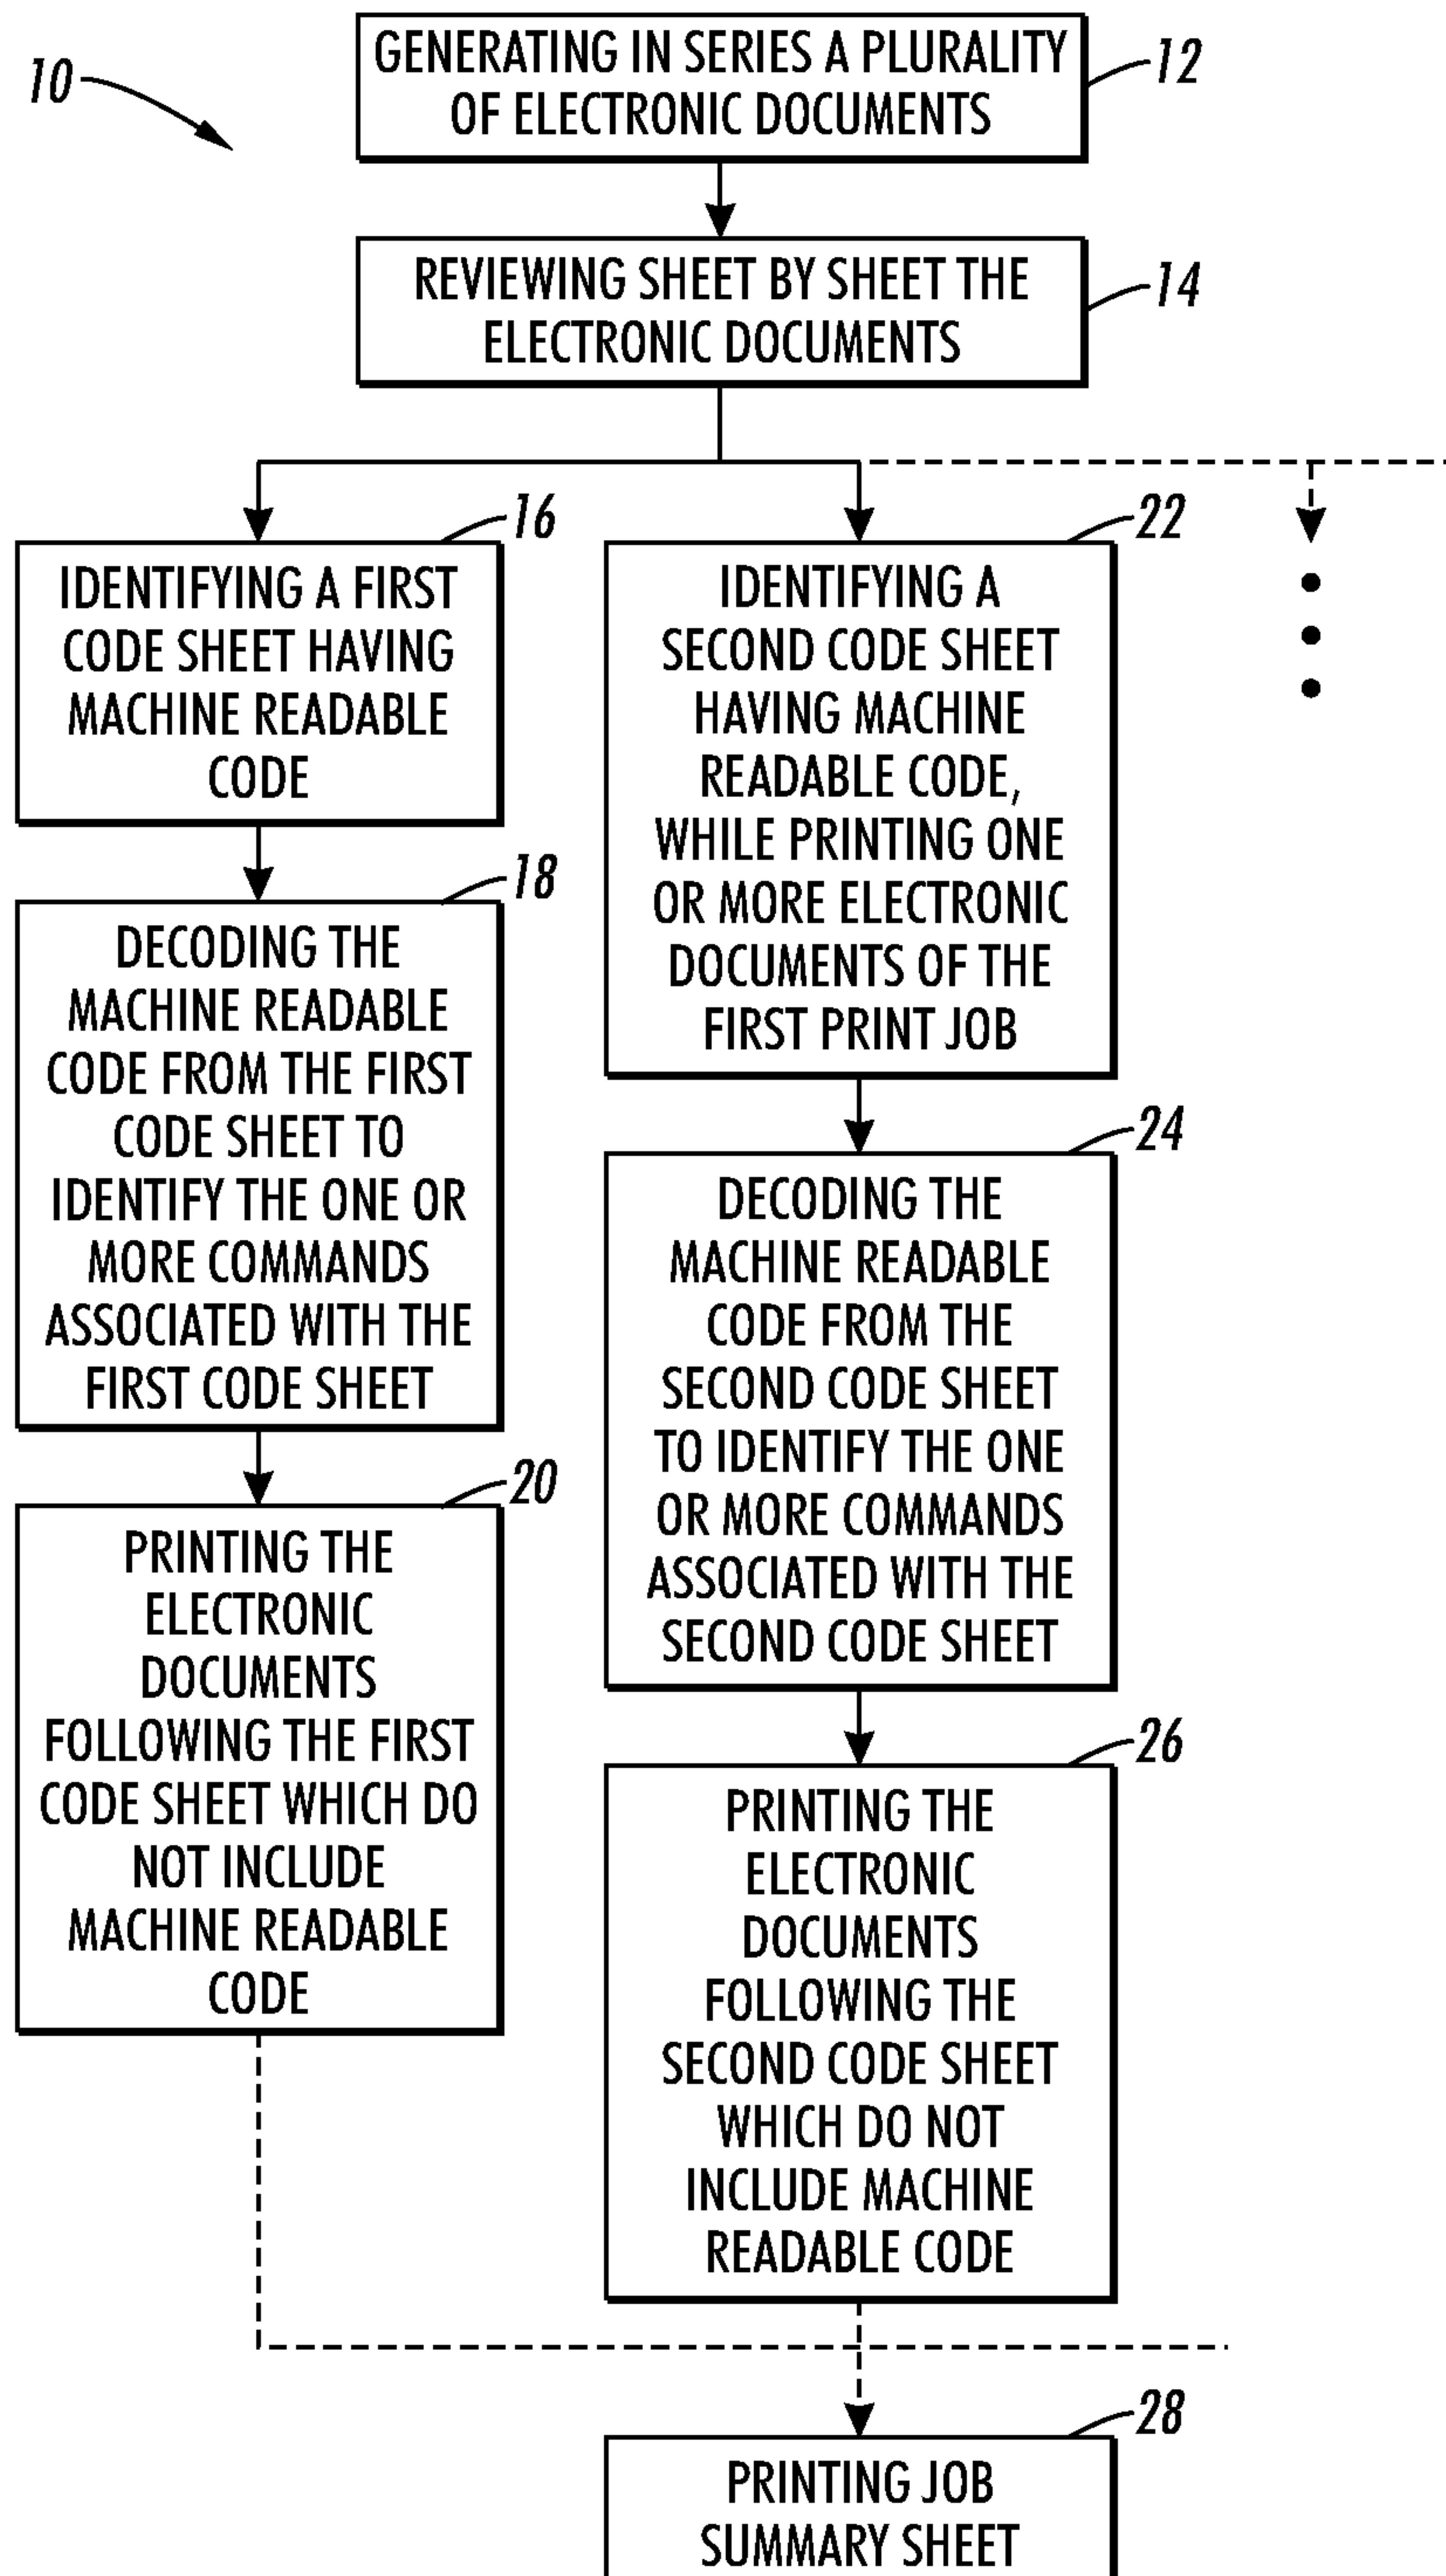 10
GENERATING IN SERIES A PLURALITY
OF ELECTRONIC DOCUMENTS
12
REVIEWING SHEET BY SHEET THE
ELECTRONIC DOCUMENTS
14
16
IDENTIFYING A FIRST
CODE SHEET HAVING
MACHINE READABLE
CODE
18
DECODING THE
MACHINE READABLE
CODE FROM THE FIRST
CODE SHEET TO
IDENTIFY THE ONE OR
MORE COMMANDS
ASSOCIATED WITH THE
FIRST CODE SHEET
20
PRINTING THE
ELECTRONIC
DOCUMENTS
FOLLOWING THE FIRST
CODE SHEET WHICH DO
NOT INCLUDE
MACHINE READABLE
CODE
22
IDENTIFYING A
SECOND CODE SHEET
HAVING MACHINE
READABLE CODE,
WHILE PRINTING ONE
OR MORE ELECTRONIC
DOCUMENTS OF THE
FIRST PRINT JOB
24
DECODING THE
MACHINE READABLE
CODE FROM THE
SECOND CODE SHEET
TO IDENTIFY THE ONE
OR MORE COMMANDS
ASSOCIATED WITH THE
SECOND CODE SHEET
26
PRINTING THE
ELECTRONIC
DOCUMENTS
FOLLOWING THE
SECOND CODE SHEET
WHICH DO NOT
INCLUDE MACHINE
READABLE CODE
28
PRINTING JOB
SUMMARY SHEET